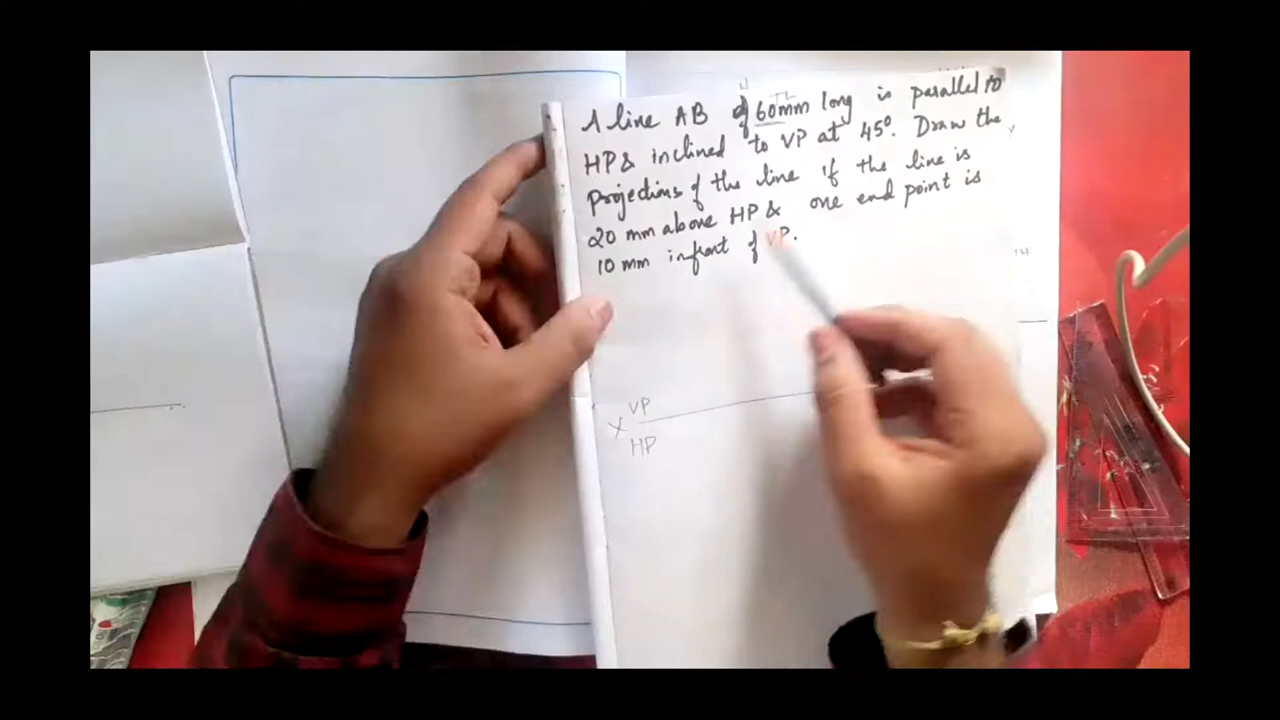 A line AB of 60mm long is parallel to
HP & inclined to VP at 45°. Draw the
projections of the line if the line is
20 mm above HP & one end point is
10 mm infront of VP.
TL
VP
X
HP